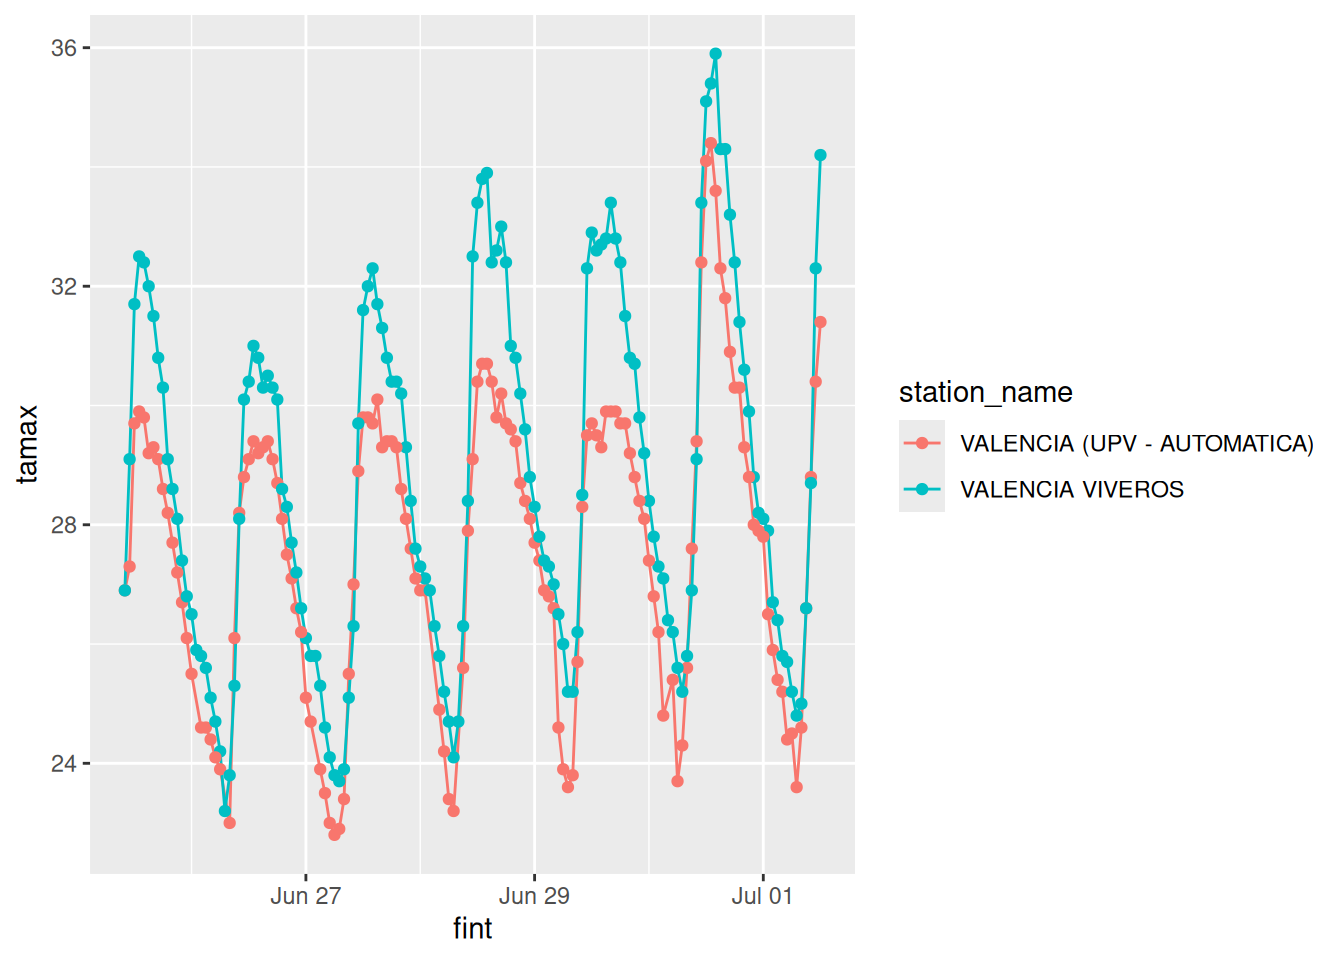 36
32
28
24
tamax
Jun 27
Jun 29
Jul 01
fint
station_name
VALENCIA (UPV - AUTOMATICA)
VALENCIA VIVEROS